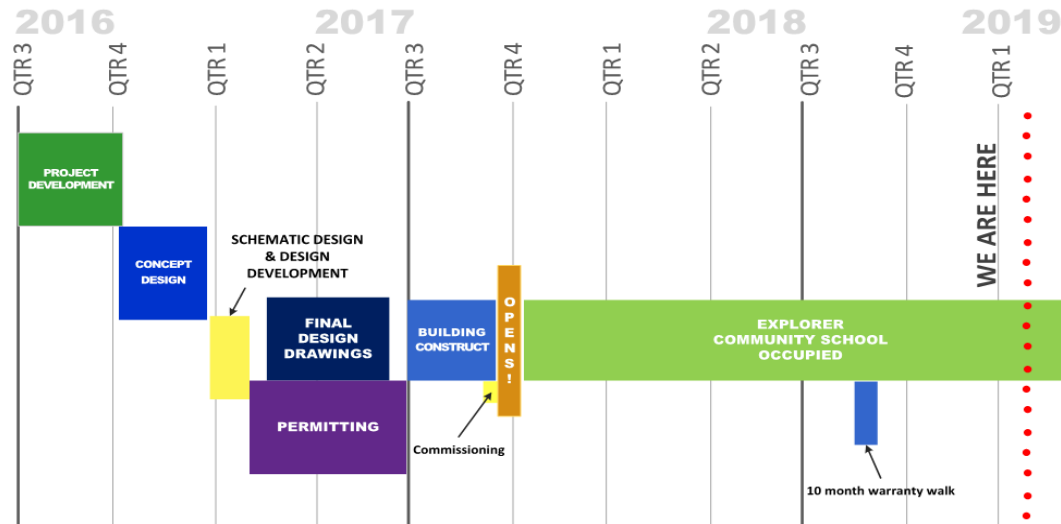 2016 2017 2018 2019
QTR 3 QTR 4 QTR 1 QTR 2 QTR 3 QTR 4 QTR 1 QTR 2 QTR 3 QTR 4 QTR 1
PROJECT
DEVELOPMENT
WE ARE HERE
CONCEPT
DESIGN
SCHEMATIC DESIGN
& DESIGN
DEVELOPMENT
FINAL
DESIGN
DRAWINGS
BUILDING
CONSTRUCT
OPENS!
EXPLORER
COMMUNITY SCHOOL
OCCUPIED
PERMITTING
Commissioning
10 month warranty walk